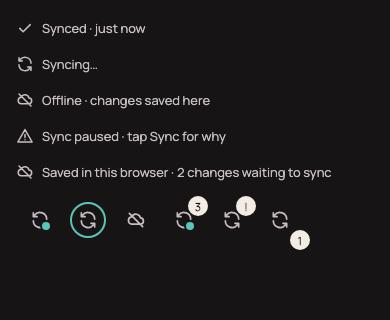 Synced · just now
Syncing…
Offline · changes saved here
Sync paused · tap Sync for why
Saved in this browser · 2 changes waiting to sync
3 !
1